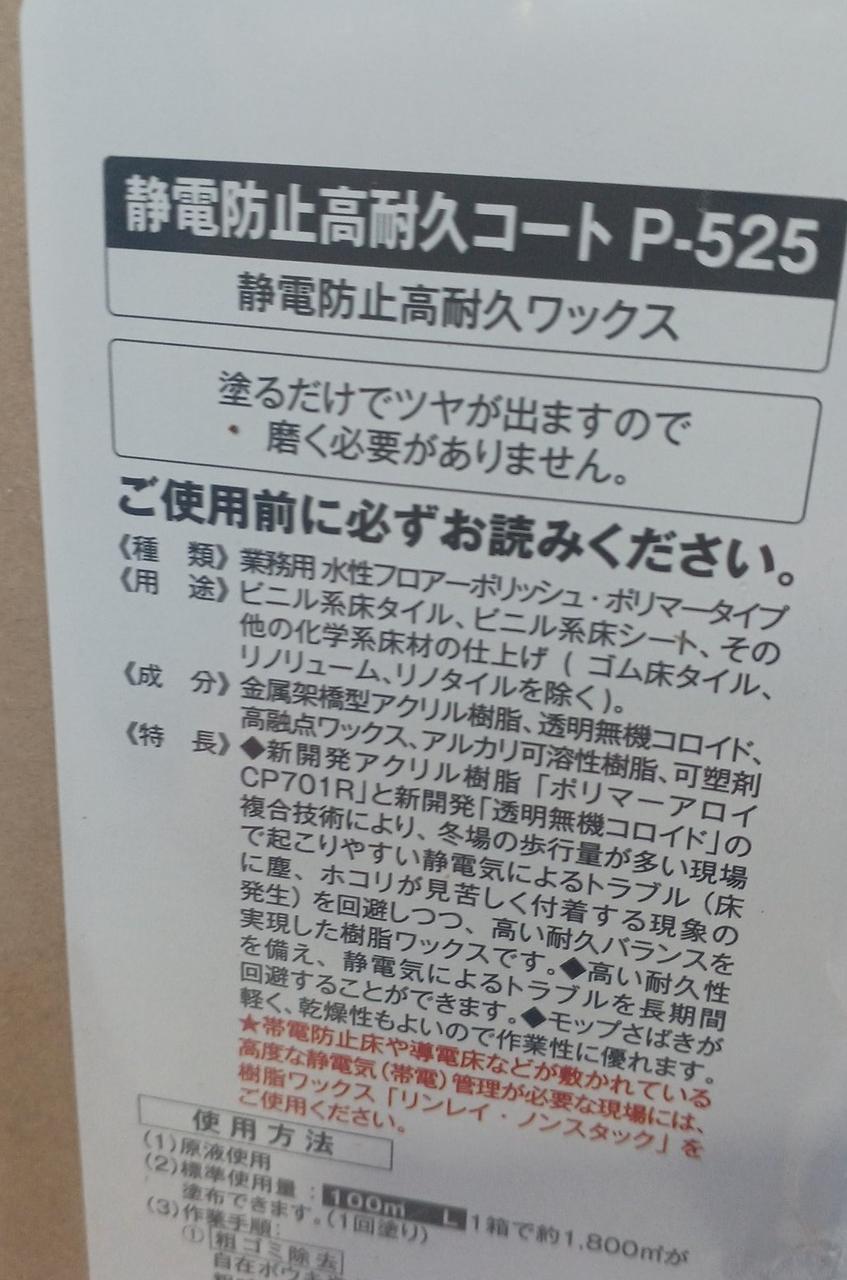 静電防止高耐久コート P-525
静電防止高耐久ワックス
塗るだけでツヤが出ますので
磨く必要がありません。
ご使用前に必ずお読みください。
《種　類》業務用 水性フロアーポリッシュ・ポリマータイプ
《用　途》ビニル系床タイル、ビニル系床シート、その
他の化学系床材の仕上げ ( ゴム床タイル、
リノリューム、リノタイルを除く)。
《成　分》金属架橋型アクリル樹脂、透明無機コロイド、
高融点ワックス、アルカリ可溶性樹脂、可塑剤
《特　長》◆新開発アクリル樹脂「ポリマーアロイ
CP701R」と新開発「透明無機コロイド」の
複合技術により、冬場の歩行量が多い現場
で起こりやすい静電気によるトラブル（床
に塵、ホコリが見苦しく付着する現象の
発生）を回避しつつ、高い耐久バランスを
実現した樹脂ワックスです。◆高い耐久性
を備え、静電気によるトラブルを長期間
回避することができます。◆モップさばきが
軽く、乾燥性もよいので作業性に優れます。
★帯電防止床や導電床などが敷かれている
高度な静電気（帯電）管理が必要な現場には、
樹脂ワックス「リンレイ・ノンスタック」を
ご使用ください。
使用方法
(1)原液使用
(2)標準使用量：100㎡ L 1箱で約1,800㎡が
塗布できます。(1回塗り)
(3)作業手順:
① 粗ゴミ除去
自在ボウキ